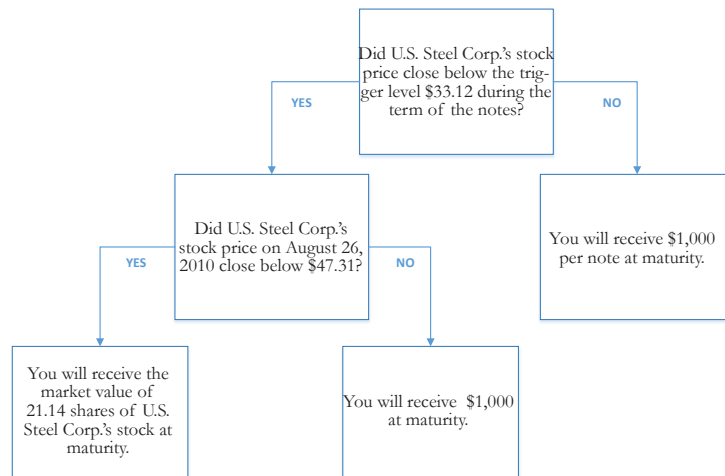 Did U.S. Steel Corp.'s stock
price close below the trig-
ger level $33.12 during the
term of the notes?
YES
NO
Did U.S. Steel Corp.'s
stock price on August 26,
2010 close below $47.31?
You will receive $1,000
per note at maturity.
YES
NO
You will receive the
market value of
21.14 shares of U.S.
Steel Corp.'s stock at
maturity.
You will receive $1,000
at maturity.